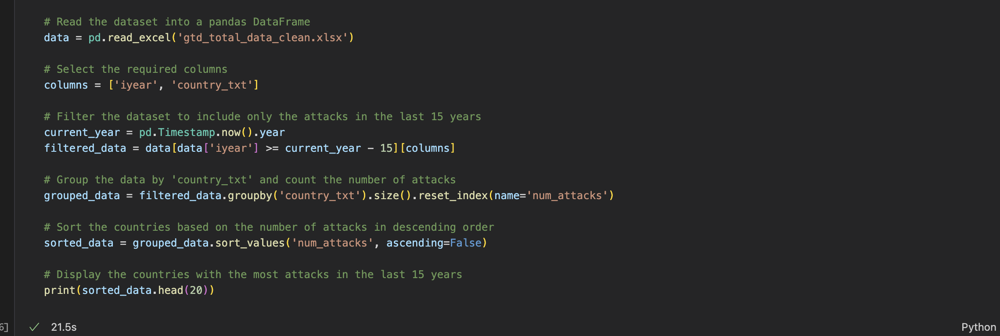 # Read the dataset into a pandas DataFrame
data = pd.read_excel('gtd_total_data_clean.xlsx')
# Select the required columns
columns = ['iyear', 'country_txt']
# Filter the dataset to include only the attacks in the last 15 years
current_year = pd.Timestamp.now().year
filtered_data = data[data['iyear'] >= current_year - 15][columns]
# Group the data by 'country_txt' and count the number of attacks
grouped_data = filtered_data.groupby('country_txt').size().reset_index(name='num_attacks')
# Sort the countries based on the number of attacks in descending order
sorted_data = grouped_data.sort_values('num_attacks', ascending=False)
# Display the countries with the most attacks in the last 15 years
print(sorted_data.head(20))
6] ✓ 21.5s Python